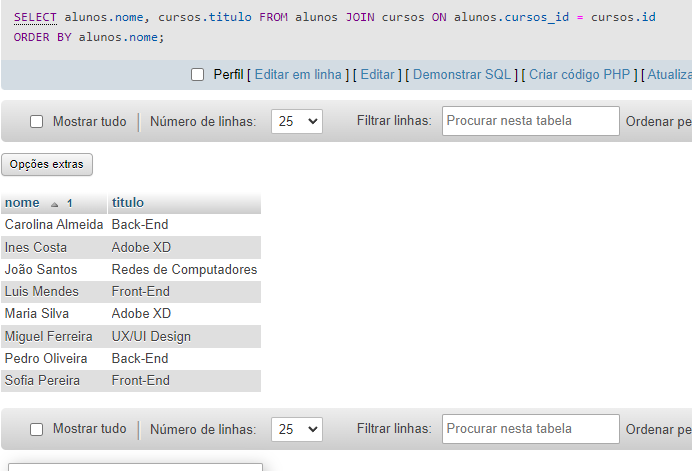 SELECT alunos.nome, cursos.titulo FROM alunos JOIN cursos ON alunos.cursos_id = cursos.id
ORDER BY alunos.nome;
Perfil [ Editar em linha ] [ Editar ] [ Demonstrar SQL ] [ Criar código PHP ] [ Atualiza
Mostrar tudo Número de linhas: 25 Filtrar linhas: Procurar nesta tabela Ordenar pe
Opções extras
nome 1 titulo
Carolina Almeida Back-End
Ines Costa Adobe XD
João Santos Redes de Computadores
Luis Mendes Front-End
Maria Silva Adobe XD
Miguel Ferreira UX/UI Design
Pedro Oliveira Back-End
Sofia Pereira Front-End
Mostrar tudo Número de linhas: 25 Filtrar linhas: Procurar nesta tabela Ordenar pe